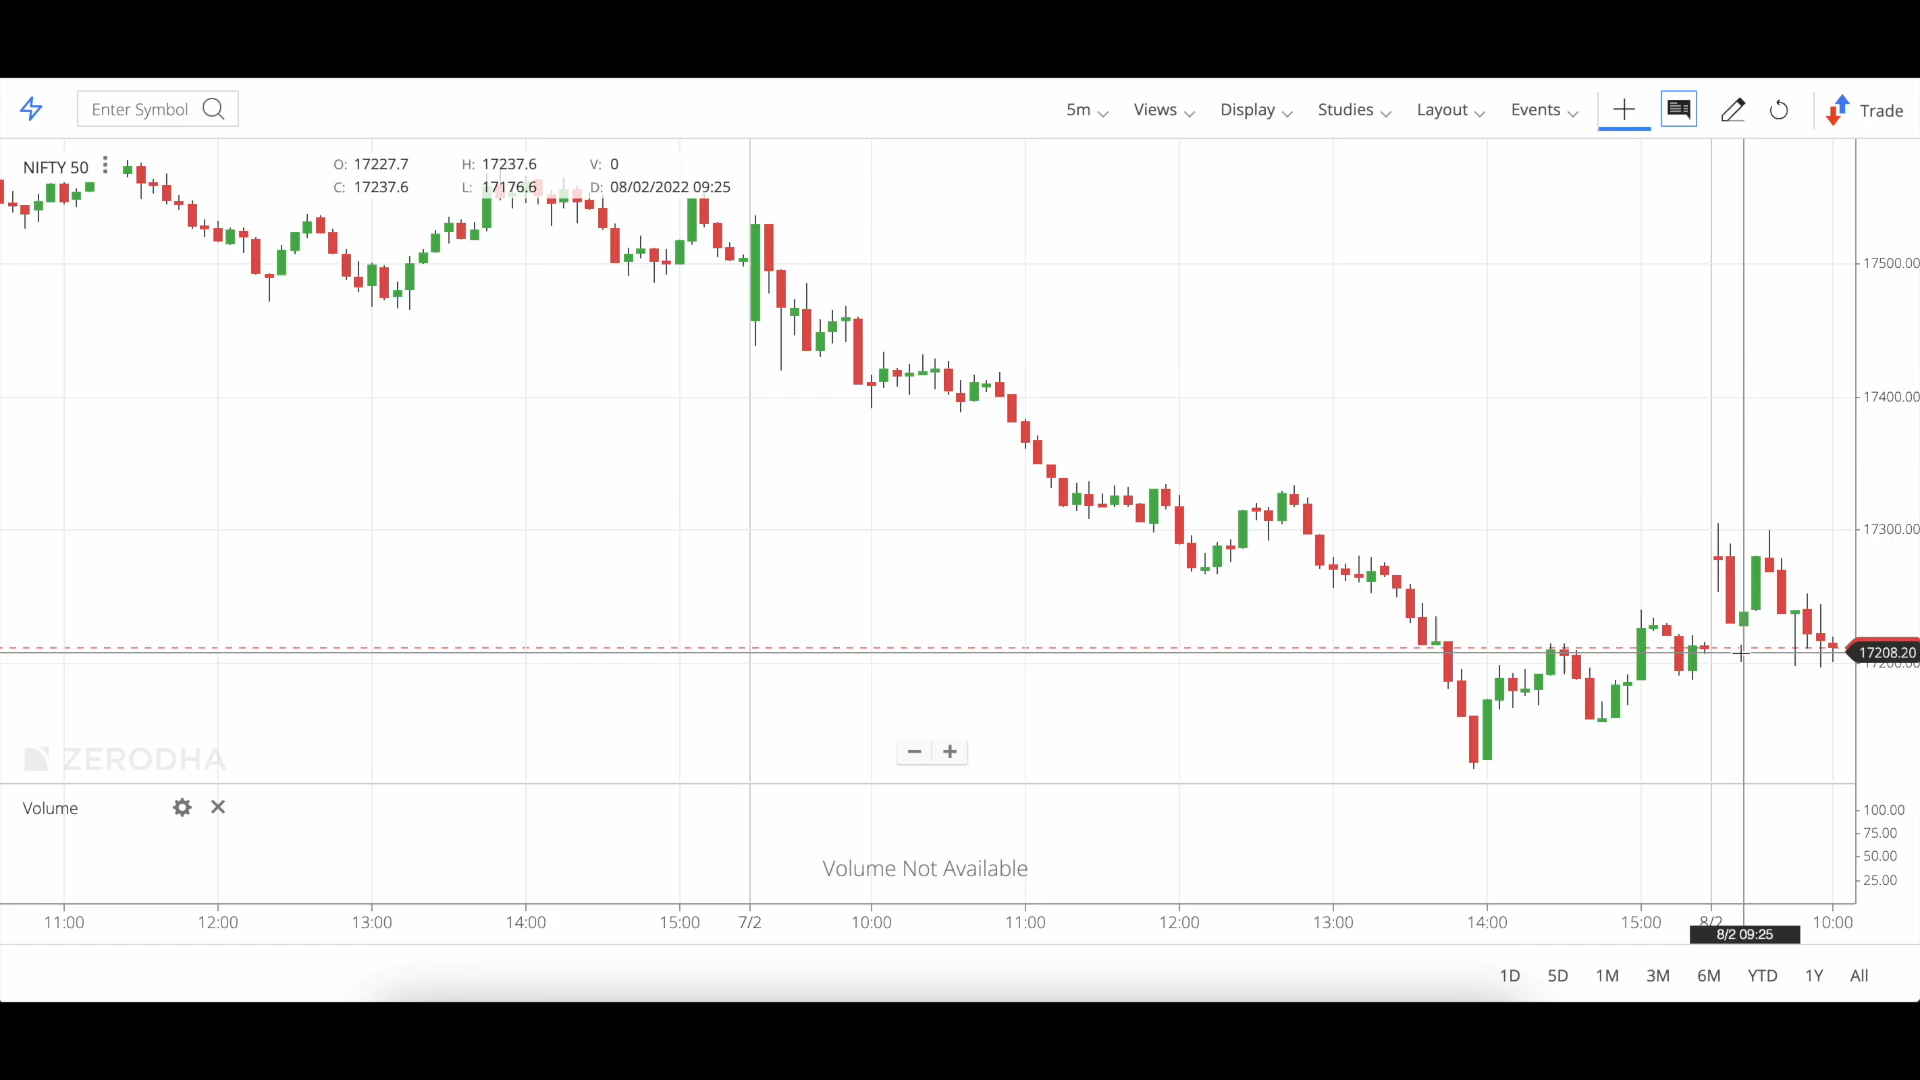 Enter Symbol 5m Views Display Studies Layout Events Trade
NIFTY 50
O: 17227.7 H: 17237.6 V: 0
C: 17237.6 L: 17176.6 D: 08/02/2022 09:25
17500.00
17400.00
17300.00
17208.20
17200.00
ZERODHA
Volume
Volume Not Available
100.00
75.00
50.00
25.00
11:00 12:00 13:00 14:00 15:00 7/2 10:00 11:00 12:00 13:00 14:00 15:00 8/2 10:00
8/2 09:25
1D 5D 1M 3M 6M YTD 1Y All